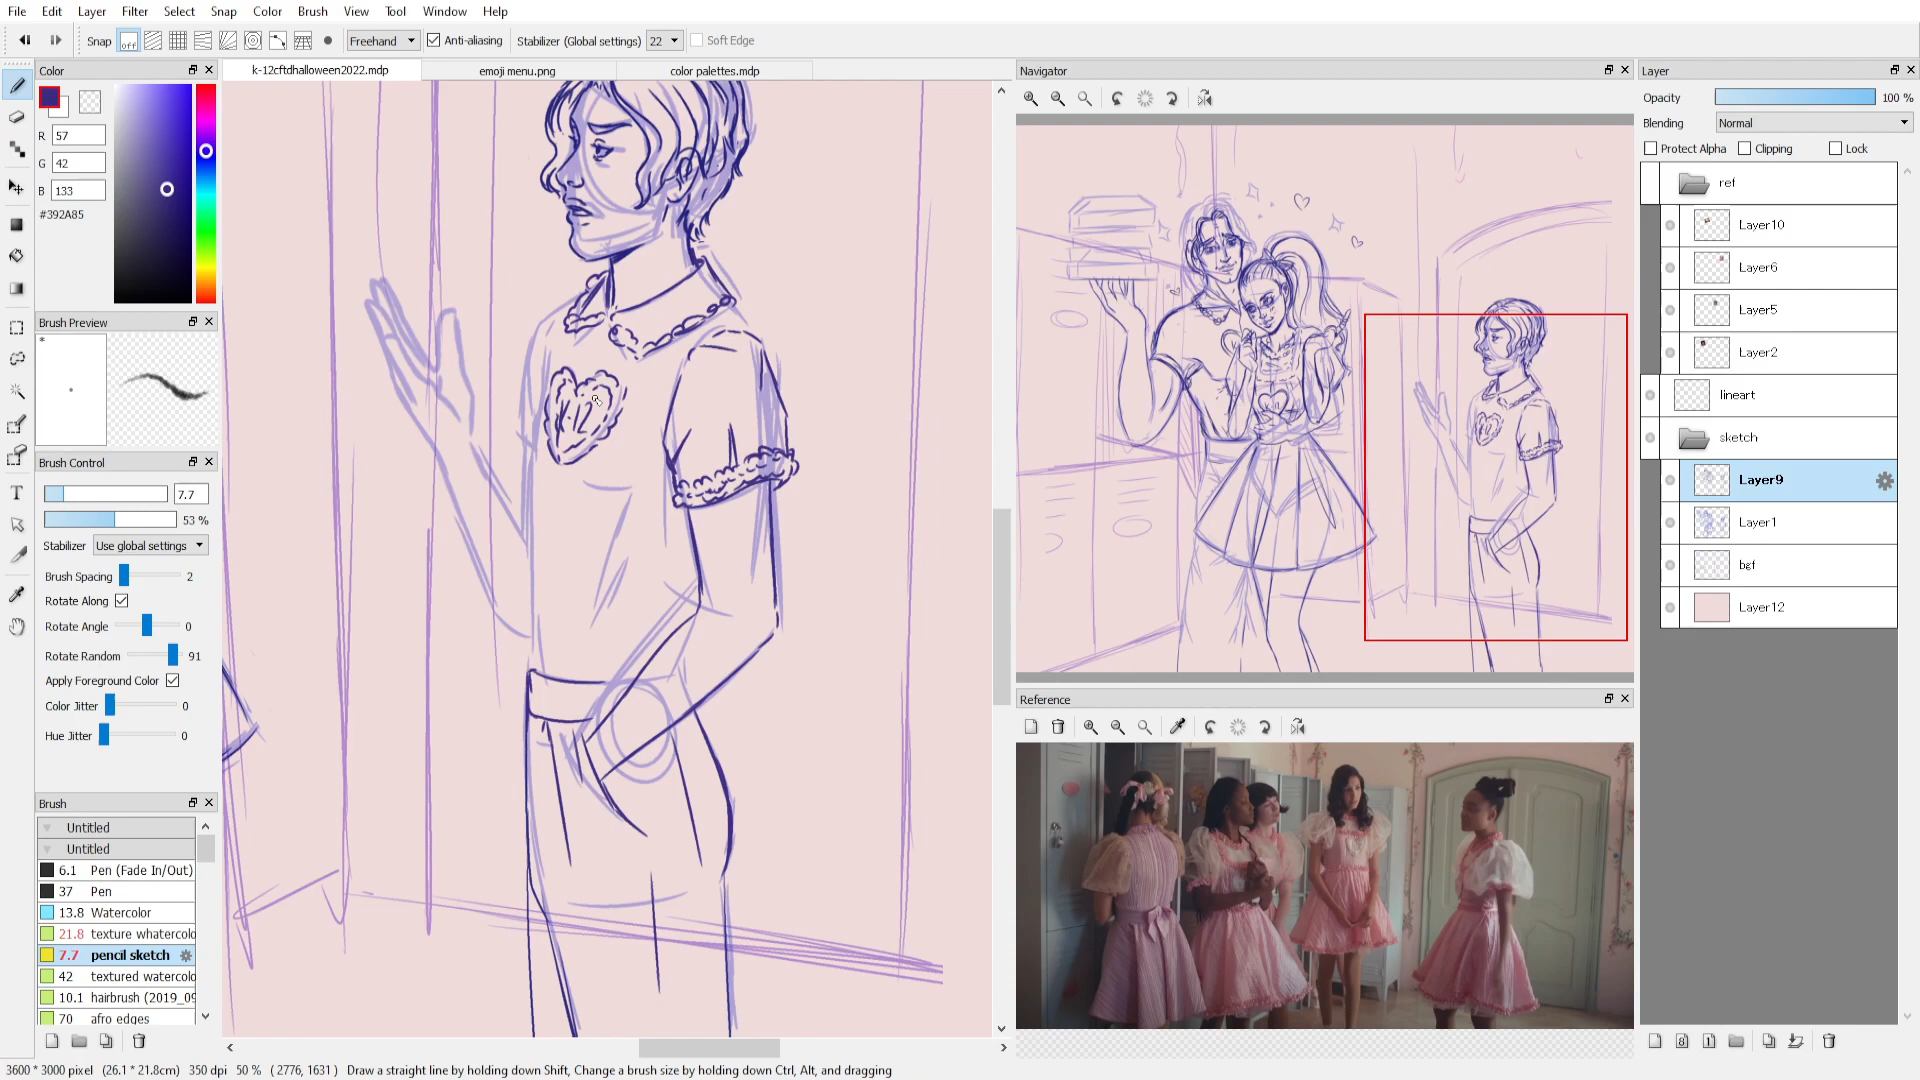 File Edit Layer Filter Select Snap Color Brush View Tool Window Help
Snap off Freehand Anti-aliasing Stabilizer (Global settings) 22 Soft Edge
Color
k-12cftdhalloween2022.mdp emoji menu.png color palettes.mdp
Navigator
Layer
R 57
G 42
B 133
#392A85
Opacity 100 %
Blending Normal
Protect Alpha Clipping Lock
ref
Layer10
Layer6
Layer5
Layer2
lineart
sketch
Layer9
Layer1
Layer12
Brush Preview
*
Brush Control
7.7
53 %
Stabilizer Use global settings
Brush Spacing 2
Rotate Along
Rotate Angle 0
Rotate Random 91
Apply Foreground Color
Color Jitter 0
Hue Jitter 0
Reference
Brush
Untitled
Untitled
6.1 Pen (Fade In/Out)
37 Pen
13.8 Watercolor
21.8 texture whatercolo
7.7 pencil sketch
42 textured watercolo
10.1 hairbrush (2019_09
70 afro edges
3600 * 3000 pixel (26.1 * 21.8cm) 350 dpi 50 % ( 2776, 1631 ) Draw a straight line by holding down Shift, Change a brush size by holding down Ctrl, Alt, and dragging